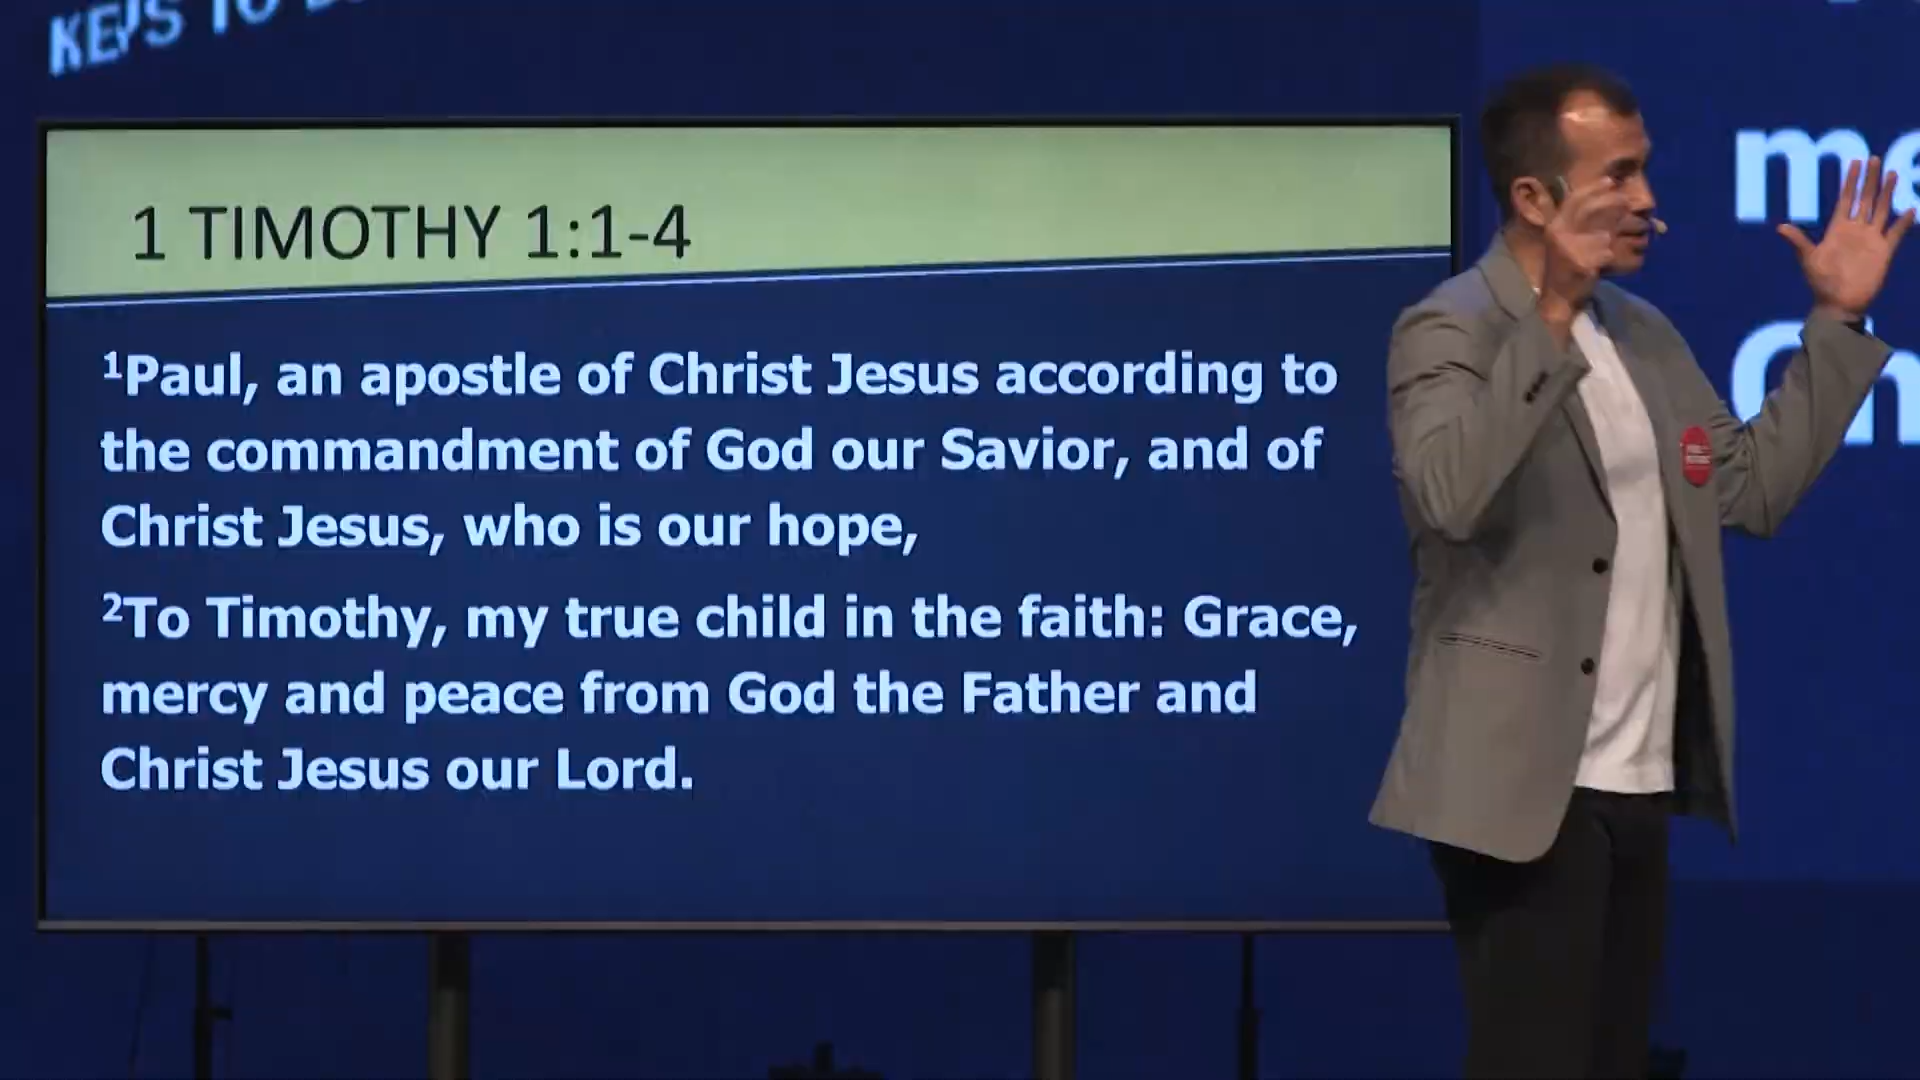 KEYS TO
1 TIMOTHY 1:1-4
¹Paul, an apostle of Christ Jesus according to
the commandment of God our Savior, and of
Christ Jesus, who is our hope,
²To Timothy, my true child in the faith: Grace,
mercy and peace from God the Father and
Christ Jesus our Lord.